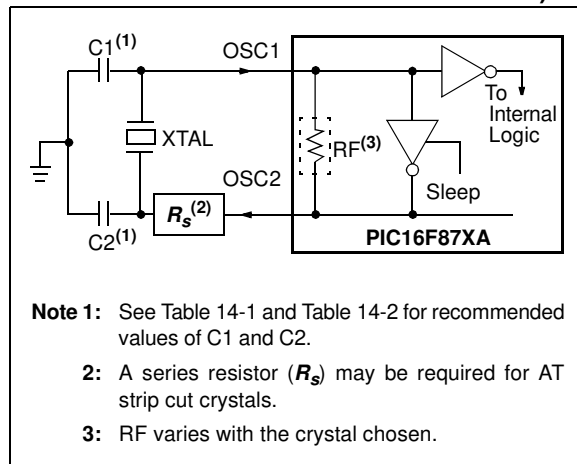 C1(1)
OSC1
To
Internal
Logic
XTAL
RF(3)
OSC2
Sleep
C2(1)
Rs(2)
PIC16F87XA
Note 1: See Table 14-1 and Table 14-2 for recommended
values of C1 and C2.
2: A series resistor (Rs) may be required for AT
strip cut crystals.
3: RF varies with the crystal chosen.